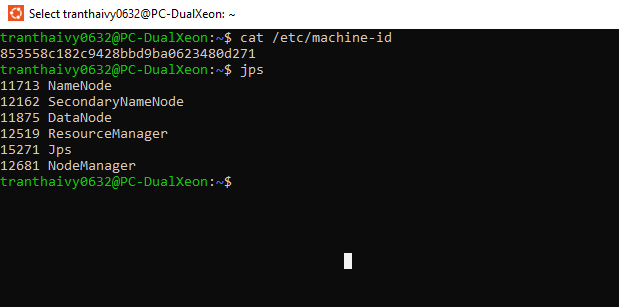 Select tranthaivy0632@PC-DualXeon: ~
tranthaivy0632@PC-DualXeon:~$ cat /etc/machine-id
853558c182c9428bbd9ba0623480d271
tranthaivy0632@PC-DualXeon:~$ jps
11713 NameNode
12162 SecondaryNameNode
11875 DataNode
12519 ResourceManager
15271 Jps
12681 NodeManager
tranthaivy0632@PC-DualXeon:~$